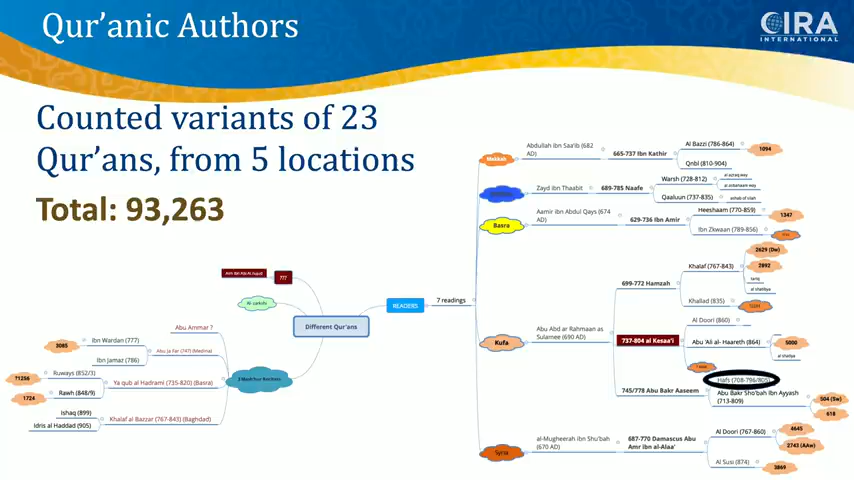 Qur'anic Authors
CIRA
INTERNATIONAL
Counted variants of 23
Qur'ans, from 5 locations
Total: 93,263
Mekkah
Abdullah ibn Saa'ib (682
AD)
665-737 Ibn Kathir
Al Bazzi (786-864)
1094
Qnbl (810-904)
Zayd ibn Thaabit
689-785 Naafe
Warsh (728-812)
Qaaluun (737-835)
Basra
Aamir ibn Abdul Qays (674
AD)
629-736 Ibn Amir
Heeshaam (770-859)
1347
Ibn Zkwaan (789-856)
???
Al-sarkits
Different Qur'ans
READERS
7 readings
Kufa
Abu Abd ar Rahmaan as
Sulamee (690 AD)
699-772 Hamzah
Khalaf (767-843)
2629 (Dw)
2892
al shatibya
Khallad (835)
737-804 al Kesaa'i
Al Doori (860)
Abu 'Ali al- Haareth (864)
5000
al shatiya
745/778 Abu Bakr Aaseem
Hafs (708-796/805)
Abu Bakr Sho'bah Ibn Ayyash
(713-809)
504 (Sw)
618
Syria
al-Mugheerah ibn Shu'bah
(670 AD)
687-770 Damascus Abu
Amr ibn al-Alaa'
Al Doori (767-860)
4645
2743 (AAw)
Al Susi (874)
3869
Abu Ammar ?
3085
Ibn Wardan (777)
Ibn Jamaz (786)
Abu Ja Far (747) (Medina)
?1256
Ruways (852/3)
1724
Rawh (848/9)
Ya qub al Hadrami (735-820) (Basra)
Ishaq (899)
Idris al Haddad (905)
Khalaf al Bazzar (767-843) (Baghdad)